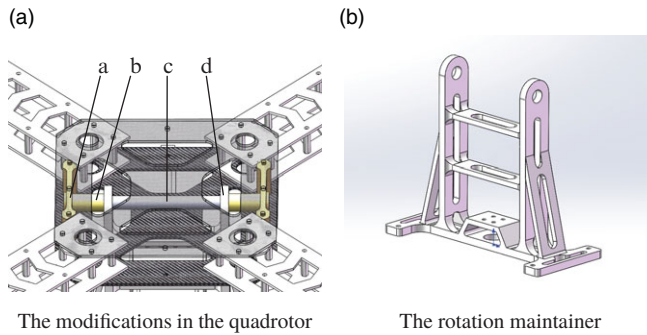 (a)
(b)
a b c d
The modifications in the quadrotor
The rotation maintainer